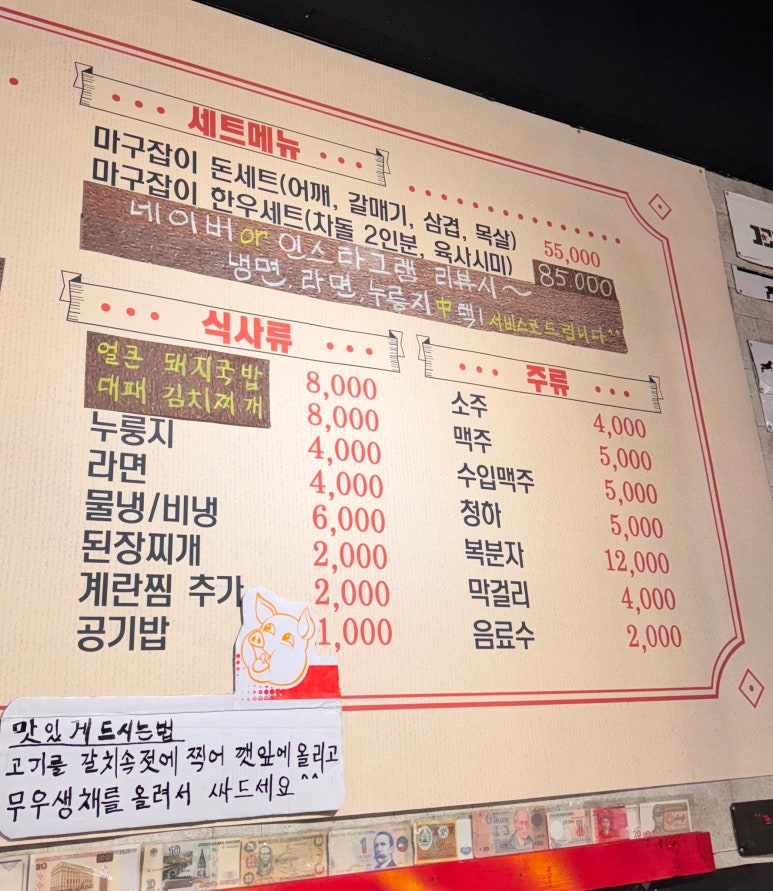 세트메뉴
마구잡이 돈세트(어깨, 갈매기, 삼겹, 목살) 55,000
마구잡이 한우세트(차돌 2인분, 육사시미) 85.000
네이버 or 인스타그램 리뷰시~
냉면, 라면, 누룽지 中 택1 서비스로 드립니다^^
식사류
얼큰 돼지국밥 8,000
대패 김치찌개 8,000
누룽지 4,000
라면 4,000
물냉/비냉 6,000
된장찌개 2,000
계란찜 추가 2,000
공기밥 1,000
주류
소주 4,000
맥주 5,000
수입맥주 5,000
청하 5,000
복분자 12,000
막걸리 4,000
음료수 2,000
맛있게 드시는법
고기를 갈치속젓에 찍어 깻잎에 올리고
무우생채를 올려서 싸드세요^^